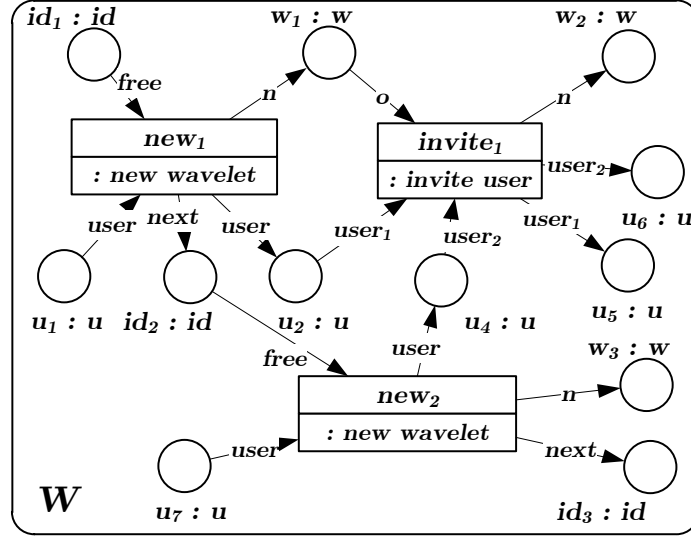 id₁ : id
w₁ : w
w₂ : w
free
n
o
n
new₁
: new wavelet
invite₁
: invite user
user₂
user
next
user
user₁
user₂
user₁
u₆ : u
u₁ : u
id₂ : id
u₂ : u
u₄ : u
u₅ : u
w₃ : w
free
user
new₂
: new wavelet
n
user
next
W
u₇ : u
id₃ : id